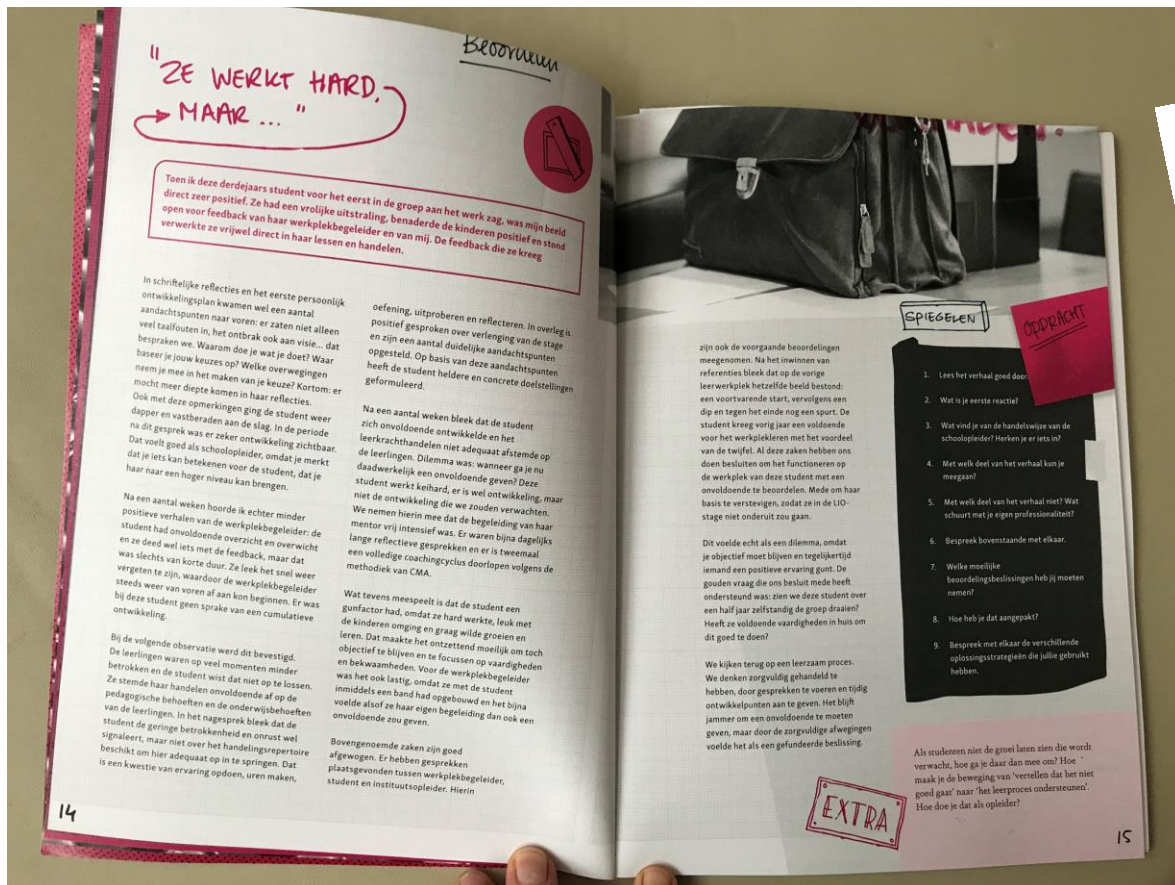 Beoordelen
"ZE WERKT HARD,
MAAR ..."
Toen ik deze derdejaars student voor het eerst in de groep aan het werk zag, was mijn beeld
direct zeer positief. Ze had een vrolijke uitstraling, benaderde de kinderen positief en stond
open voor feedback van haar werkplekbegeleider en van mij. De feedback die ze kreeg
verwerkte ze vrijwel direct in haar lessen en handelen.
In schriftelijke reflecties en het eerste persoonlijk
ontwikkelingsplan kwamen wel een aantal
aandachtspunten naar voren: er zaten niet alleen
veel taalfouten in, het ontbrak ook aan visie... dat
bespraken we. Waarom doe je wat je doet? Waar
baseer je jouw keuzes op? Welke overwegingen
neem je mee in het maken van je keuze? Kortom: er
mocht meer diepte komen in haar reflecties.
Ook met deze opmerkingen ging de student weer
dapper en vastberaden aan de slag. In de periode
na dit gesprek was er zeker ontwikkeling zichtbaar.
Dat voelt goed als schoolopleider, omdat je merkt
dat je iets kan betekenen voor de student, dat je
haar naar een hoger niveau kan brengen.
Na een aantal weken hoorde ik echter minder
positieve verhalen van de werkplekbegeleider: de
student had onvoldoende overzicht en overwicht
en ze deed wel iets met de feedback, maar dat
was slechts van korte duur. Ze leek het snel weer
vergeten te zijn, waardoor de werkplekbegeleider
steeds weer van voren af aan kon beginnen. Er was
bij deze student geen sprake van een cumulatieve
ontwikkeling.
Bij de volgende observatie werd dit bevestigd.
De leerlingen waren op veel momenten minder
betrokken en de student wist dat niet op te lossen.
Ze stemde haar handelen onvoldoende af op de
pedagogische behoeften en de onderwijsbehoeften
van de leerlingen. In het nagesprek bleek dat de
student de geringe betrokkenheid en onrust wel
signaleert, maar niet over het handelingsrepertoire
beschikt om hier adequaat op in te springen. Dat
is een kwestie van ervaring opdoen, uren maken,
oefening, uitproberen en reflecteren. In overleg is
positief gesproken over verlenging van de stage
en zijn een aantal duidelijke aandachtspunten
opgesteld. Op basis van deze aandachtspunten
heeft de student heldere en concrete doelstellingen
geformuleerd.
Na een aantal weken bleek dat de student
zich onvoldoende ontwikkelde en het
leerkrachthandelen niet adequaat afstemde op
de leerlingen. Dilemma was: wanneer ga je nu
daadwerkelijk een onvoldoende geven? Deze
student werkt keihard, er is wel ontwikkeling, maar
niet de ontwikkeling die we zouden verwachten.
We nemen hierin mee dat de begeleiding van haar
mentor vrij intensief was. Er waren bijna dagelijks
lange reflectieve gesprekken en er is tweemaal
een volledige coachingcyclus doorlopen volgens de
methodiek van CMA.
Wat tevens meespeelt is dat de student een
gunfactor had, omdat ze hard werkte, leuk met
de kinderen omging en graag wilde groeien en
leren. Dat maakte het ontzettend moeilijk om toch
objectief te blijven en te focussen op vaardigheden
en bekwaamheden. Voor de werkplekbegeleider
was het ook lastig, omdat ze met de student
inmiddels een band had opgebouwd en het bijna
voelde alsof ze haar eigen begeleiding dan ook een
onvoldoende zou geven.
Bovengenoemde zaken zijn goed
afgewogen. Er hebben gesprekken
plaatsgevonden tussen werkplekbegeleider,
student en instituutsopleider. Hierin
14
zijn ook de voorgaande beoordelingen
meegenomen. Na het inwinnen van
referenties bleek dat op de vorige
leerwerkplek hetzelfde beeld bestond:
een voortvarende start, vervolgens een
dip en tegen het einde nog een spurt. De
student kreeg vorig jaar een voldoende
voor het werkplekleren met het voordeel
van de twijfel. Al deze zaken hebben ons
doen besluiten om het functioneren op
de werkplek van deze student met een
onvoldoende te beoordelen. Mede om haar
basis te verstevigen, zodat ze in de LIO-
stage niet onderuit zou gaan.
Dit voelde echt als een dilemma, omdat
je objectief moet blijven en tegelijkertijd
iemand een positieve ervaring gunt. De
gouden vraag die ons besluit mede heeft
ondersteund was: zien we deze student over
een half jaar zelfstandig de groep draaien?
Heeft ze voldoende vaardigheden in huis om
dit goed te doen?
We kijken terug op een leerzaam proces.
We denken zorgvuldig gehandeld te
hebben, door gesprekken te voeren en tijdig
ontwikkelpunten aan te geven. Het blijft
jammer om een onvoldoende te moeten
geven, maar door de zorgvuldige afwegingen
voelde het als een gefundeerde beslissing.
EXTRA
SPIEGELEN
OPDRACHT
1. Lees het verhaal goed door
2. Wat is je eerste reactie?
3. Wat vind je van de handelswijze van de
schoolopleider? Herken je er iets in?
4. Met welk deel van het verhaal kun je
meegaan?
5. Met welk deel van het verhaal niet? Wat
schuurt met je eigen professionaliteit?
6. Bespreek bovenstaande met elkaar.
7. Welke moeilijke
beoordelingsbeslissingen heb jij moeten
nemen?
8. Hoe heb je dat aangepakt?
9. Bespreek met elkaar de verschillende
oplossingsstrategieën die jullie gebruikt
hebben.
Als studenten niet de groei laten zien die wordt
verwacht, hoe ga je daar dan mee om? Hoe
maak je de beweging van 'vertellen dat het niet
goed gaat' naar 'het leerproces ondersteunen'.
Hoe doe je dat als opleider?
15